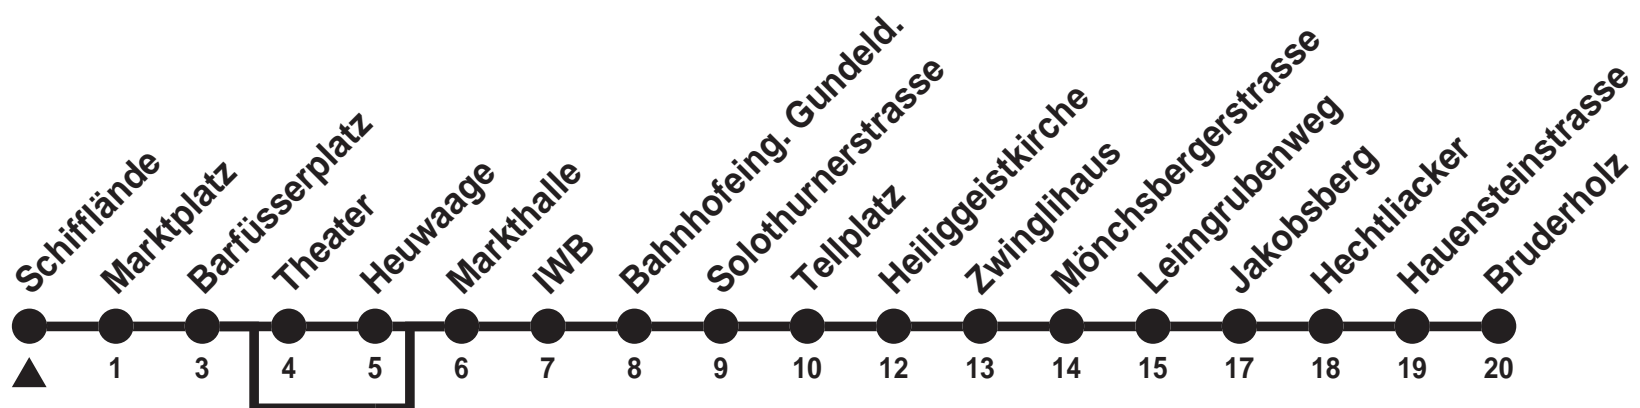 Schifflände
Marktplatz
Barfüsserplatz
Theater
Heuwaage
Markthalle
IWB
Bahnhofeing. Gundeld.
Solothurnerstrasse
Tellplatz
Heiliggeistkirche
Zwinglihaus
Mönchsbergerstrasse
Leimgrubenweg
Jakobsberg
Hechtliacker
Hauensteinstrasse
Bruderholz
1 3 4 5 6 7 8 9 10 12 13 14 15 17 18 19 20